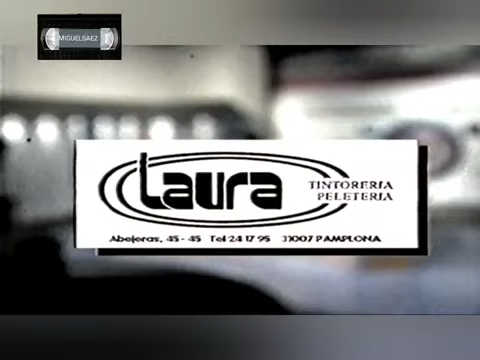 MIGUELSAEZ
Laura
TINTORERIA
PELETERIA
Abejeras, 45 - 45 Tel 24 17 95 31007 PAMPLONA